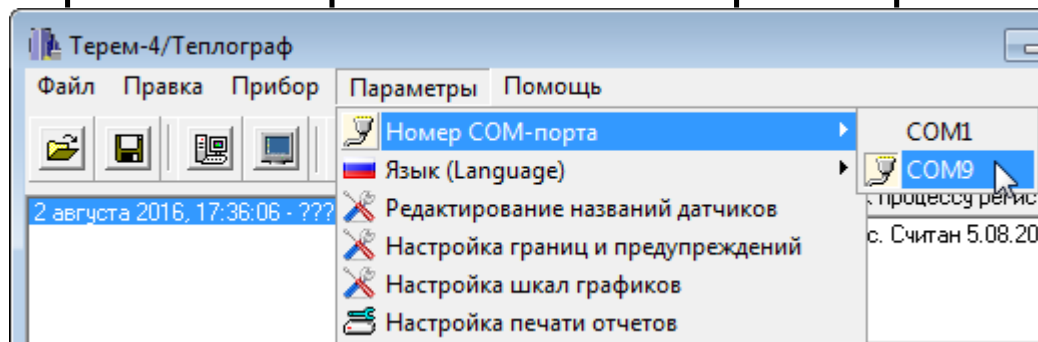 Терем-4/Теплограф
Файл Правка Прибор Параметры Помощь
Номер COM-порта
COM1
COM9
Язык (Language)
Редактирование названий датчиков
Настройка границ и предупреждений
Настройка шкал графиков
Настройка печати отчетов
2 августа 2016, 17:36:06 - ???
процессу
с. Считан 5.08.20